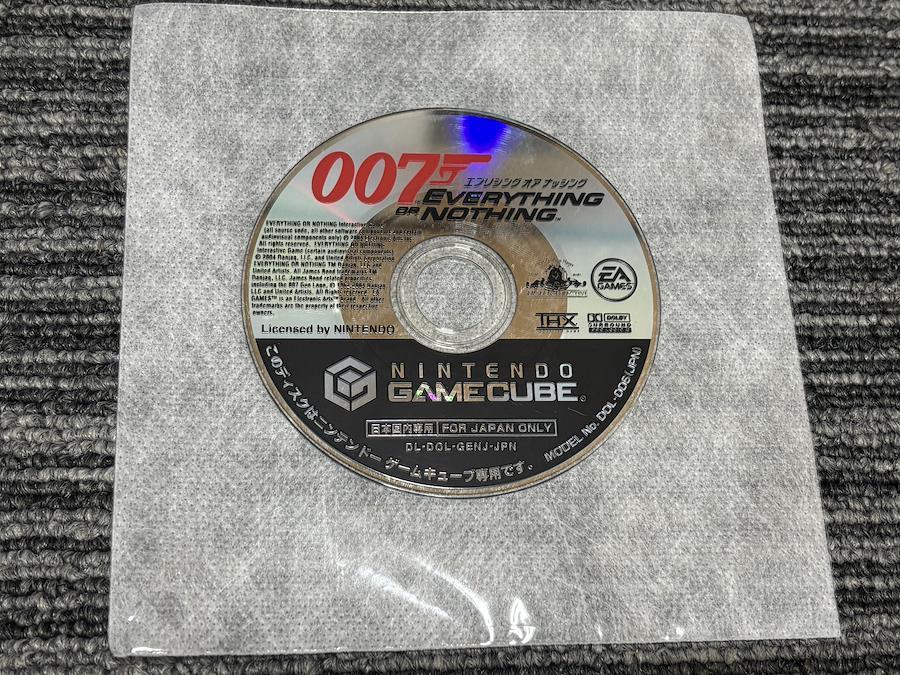 007
エブリシング オア ナッシング
EVERYTHING
OR NOTHING™
EVERYTHING OR NOTHING Interactive Game
(all source code, all other software components and certain
audiovisual components only) © 2003 Electronic Arts Inc.
All rights reserved. EVERYTHING OR NOTHING
Interactive Game (certain audiovisual components)
© 2004 Danjaq, LLC. and United Artists Corporation.
EVERYTHING OR NOTHING TM Danjaq, LLC. and
United Artists. All James Bond
Danjaq, LLC. James Bond properties,
including the 007 Gun Logo, © 1962-2004 Danjaq,
LLC and United Artists. All Rights reserved. EA
GAMES™ is an Electronic Arts™ brand. All other
trademarks are the property of their respective
owners.
Licensed by NINTENDO
EA
GAMES™
THX
DOLBY
SURROUND
NINTENDO
GAMECUBE®
日本国内専用 FOR JAPAN ONLY
DL-DOL-GENJ-JPN
このディスクはニンテンドー ゲームキューブ専用です。
MODEL No. DOL-006(JPN)